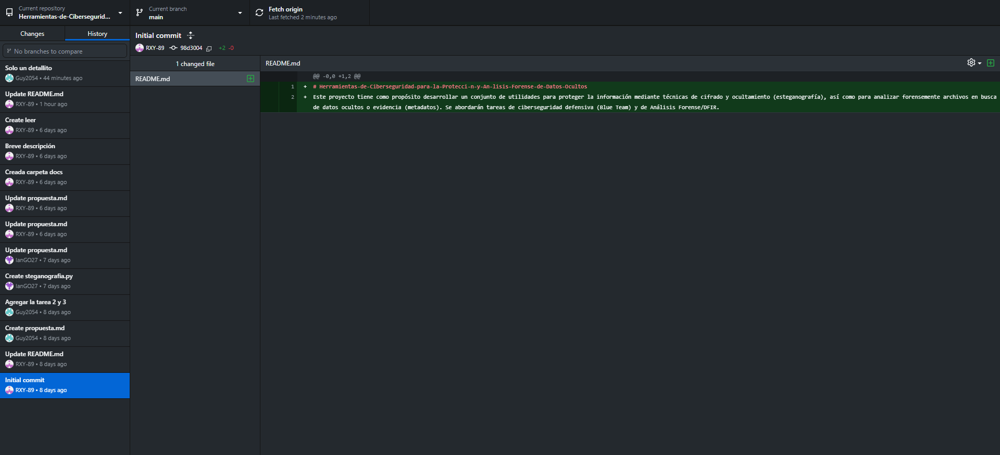 Current repository
Herramientas-de-Cibersegurid...
Current branch
main
Fetch origin
Last fetched 2 minutes ago
Changes
History
No branches to compare
Solo un detallito
Guy2054 • 44 minutes ago
Update README.md
RXY-89 • 1 hour ago
Create leer
RXY-89 • 6 days ago
Breve descripción
RXY-89 • 6 days ago
Creada carpeta docs
RXY-89 • 6 days ago
Update propuesta.md
RXY-89 • 6 days ago
Update propuesta.md
RXY-89 • 6 days ago
Update propuesta.md
IanGO27 • 7 days ago
Create steganografia.py
IanGO27 • 7 days ago
Agregar la tarea 2 y 3
Guy2054 • 8 days ago
Create propuesta.md
Guy2054 • 8 days ago
Update README.md
RXY-89 • 8 days ago
Initial commit
RXY-89 • 8 days ago
Initial commit
RXY-89 98d3004 +2 -0
1 changed file
README.md
README.md
@@ -0,0 +1,2 @@
1 + # Herramientas-de-Ciberseguridad-para-la-Protecci-n-y-An-lisis-Forense-de-Datos-Ocultos
2 + Este proyecto tiene como propósito desarrollar un conjunto de utilidades para proteger la información mediante técnicas de cifrado y ocultamiento (esteganografía), así como para analizar forensemente archivos en busca
de datos ocultos o evidencia (metadatos). Se abordarán tareas de ciberseguridad defensiva (Blue Team) y de Análisis Forense/DFIR.